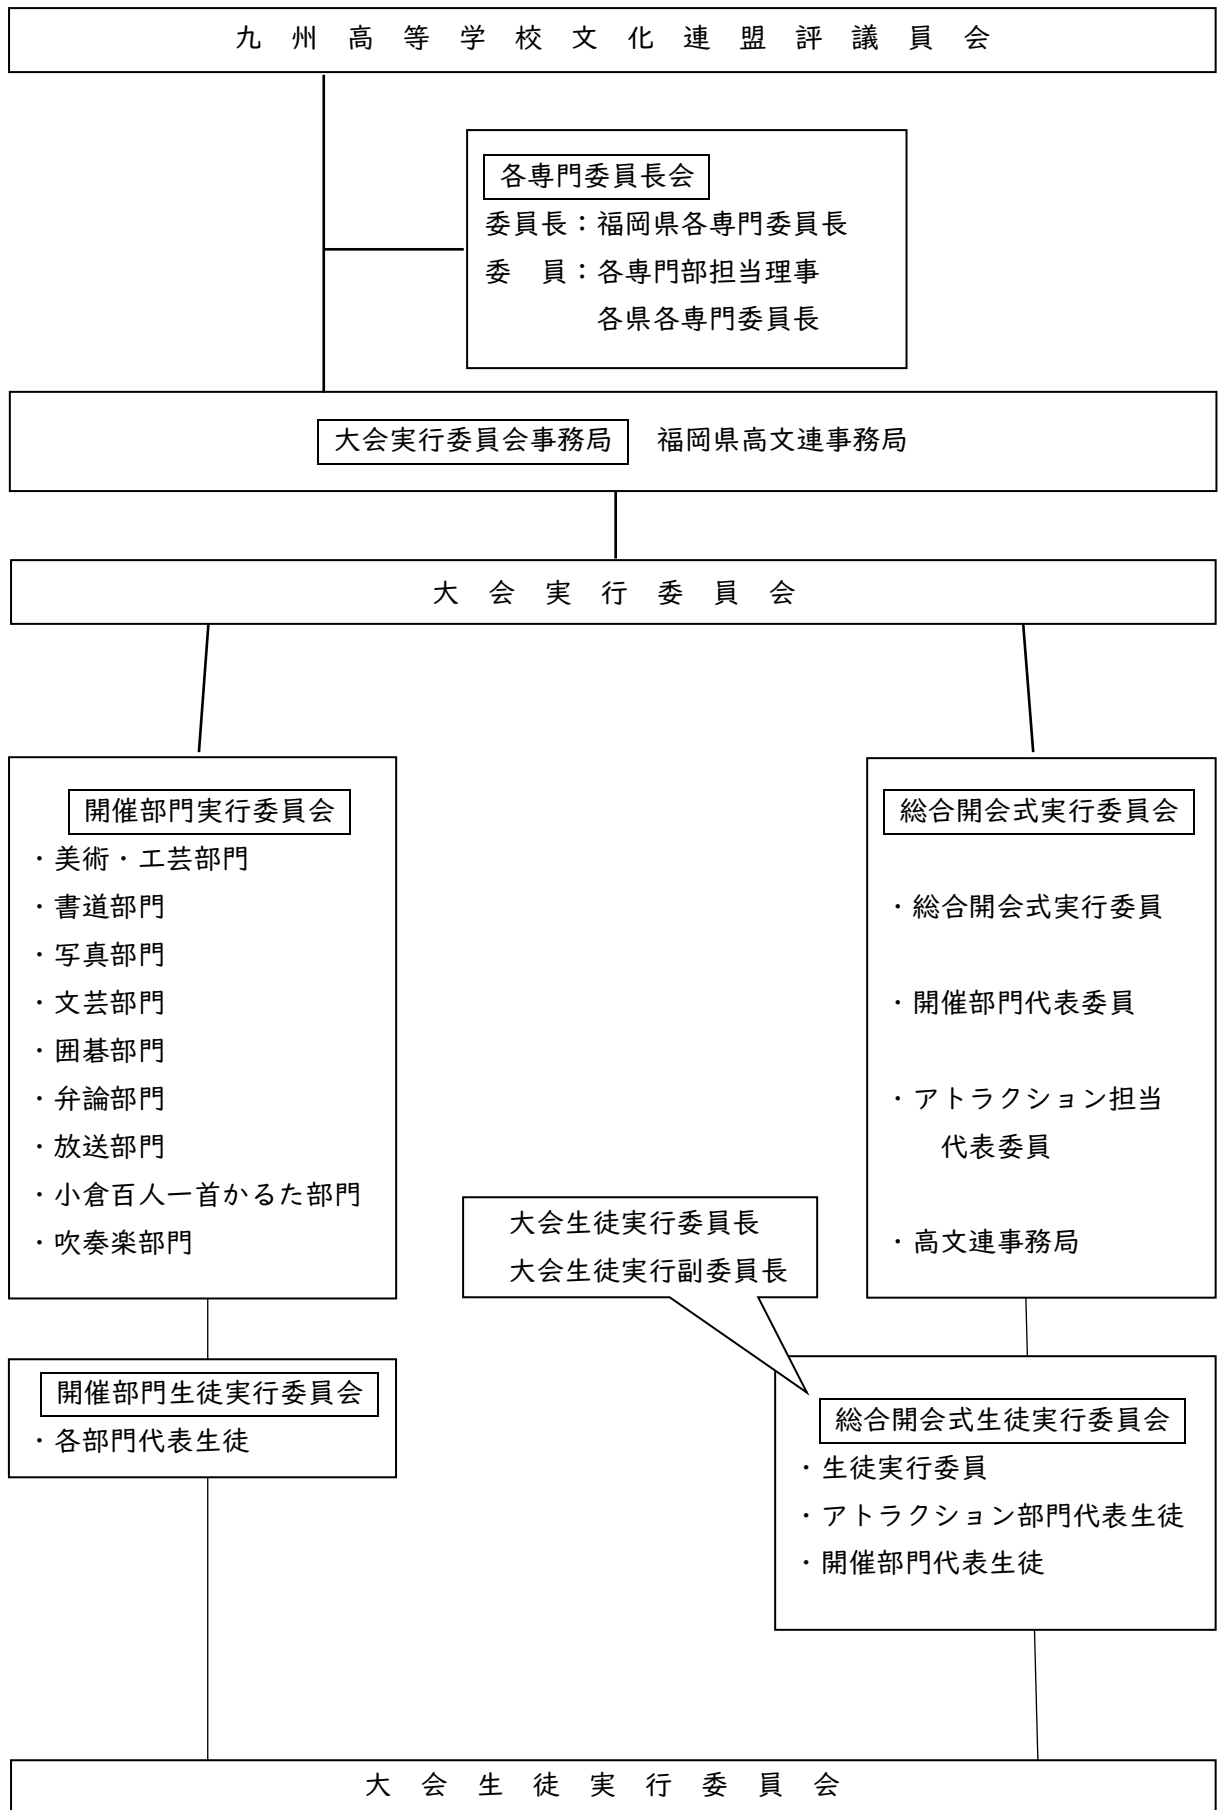 九州高等学校文化連盟評議員会
各専門委員長会
委員長：福岡県各専門委員長
委　員：各専門部担当理事
各県各専門委員長
大会実行委員会事務局　福岡県高文連事務局
大会実行委員会
開催部門実行委員会
・美術・工芸部門
・書道部門
・写真部門
・文芸部門
・囲碁部門
・弁論部門
・放送部門
・小倉百人一首かるた部門
・吹奏楽部門
総合開会式実行委員会
・総合開会式実行委員
・開催部門代表委員
・アトラクション担当
代表委員
・高文連事務局
大会生徒実行委員長
大会生徒実行副委員長
開催部門生徒実行委員会
・各部門代表生徒
総合開会式生徒実行委員会
・生徒実行委員
・アトラクション部門代表生徒
・開催部門代表生徒
大会生徒実行委員会